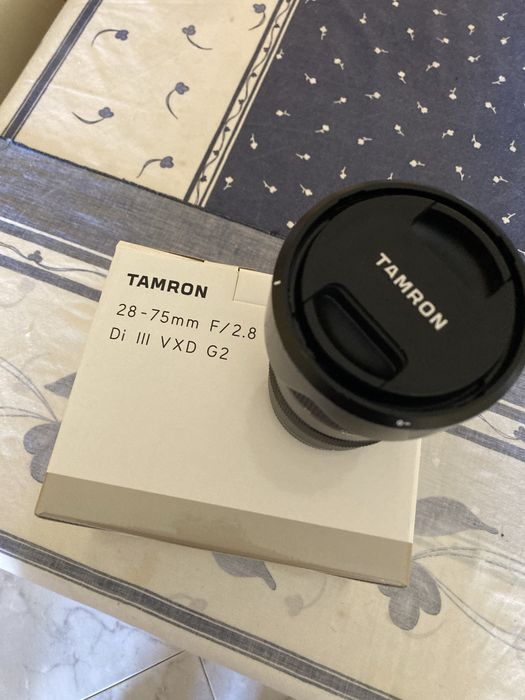 TAMRON
28-75mm F/2.8
Di III VXD G2
TAMRON